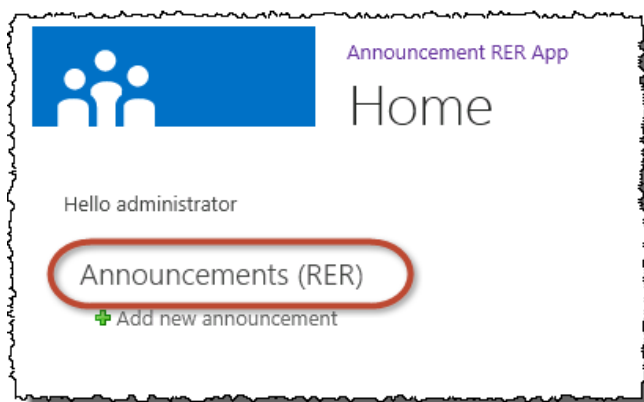 Announcement RER App
Home
Hello administrator
Announcements (RER)
Add new announcement